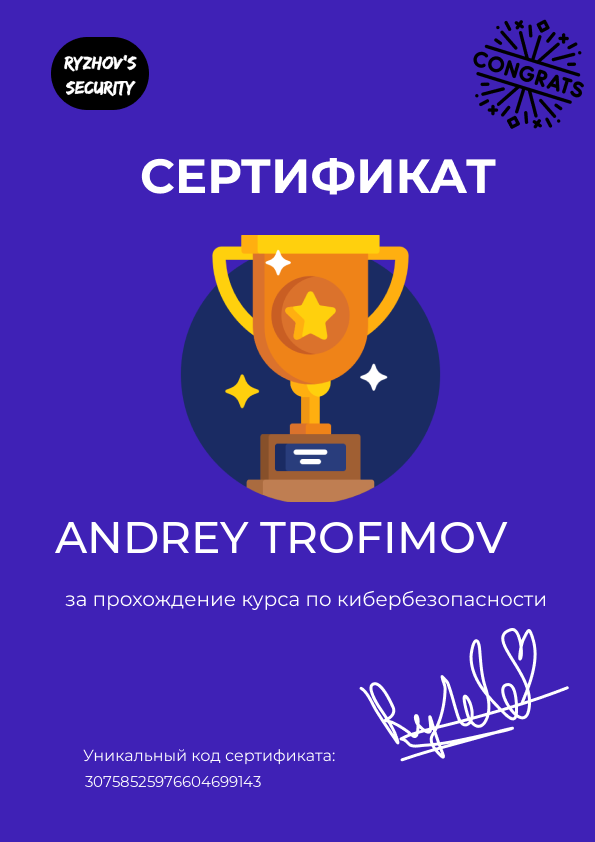 RYZHOV'S
SECURITY
CONGRATS
СЕРТИФИКАТ
ANDREY TROFIMOV
за прохождение курса по кибербезопасности
Уникальный код сертификата:
30758525976604699143